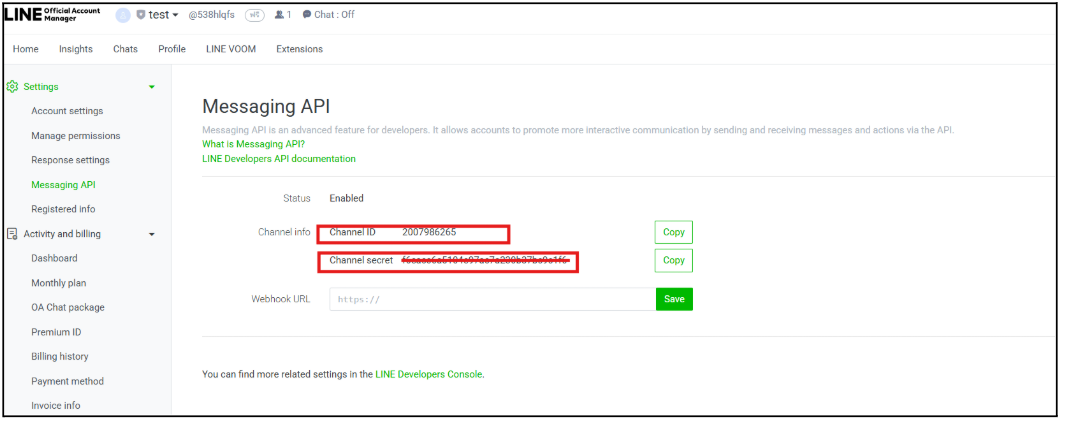 LINE Official Account Manager
test @538hlqfs ฟรี 1 Chat : Off
Home Insights Chats Profile LINE VOOM Extensions
Settings
Account settings
Manage permissions
Response settings
Messaging API
Registered info
Activity and billing
Dashboard
Monthly plan
OA Chat package
Premium ID
Billing history
Payment method
Invoice info
Messaging API
Messaging API is an advanced feature for developers. It allows accounts to promote more interactive communication by sending and receiving messages and actions via the API.
What is Messaging API?
LINE Developers API documentation
Status Enabled
Channel info Channel ID 2007986265 Copy
Channel secret Copy
Webhook URL https:// Save
You can find more related settings in the LINE Developers Console.